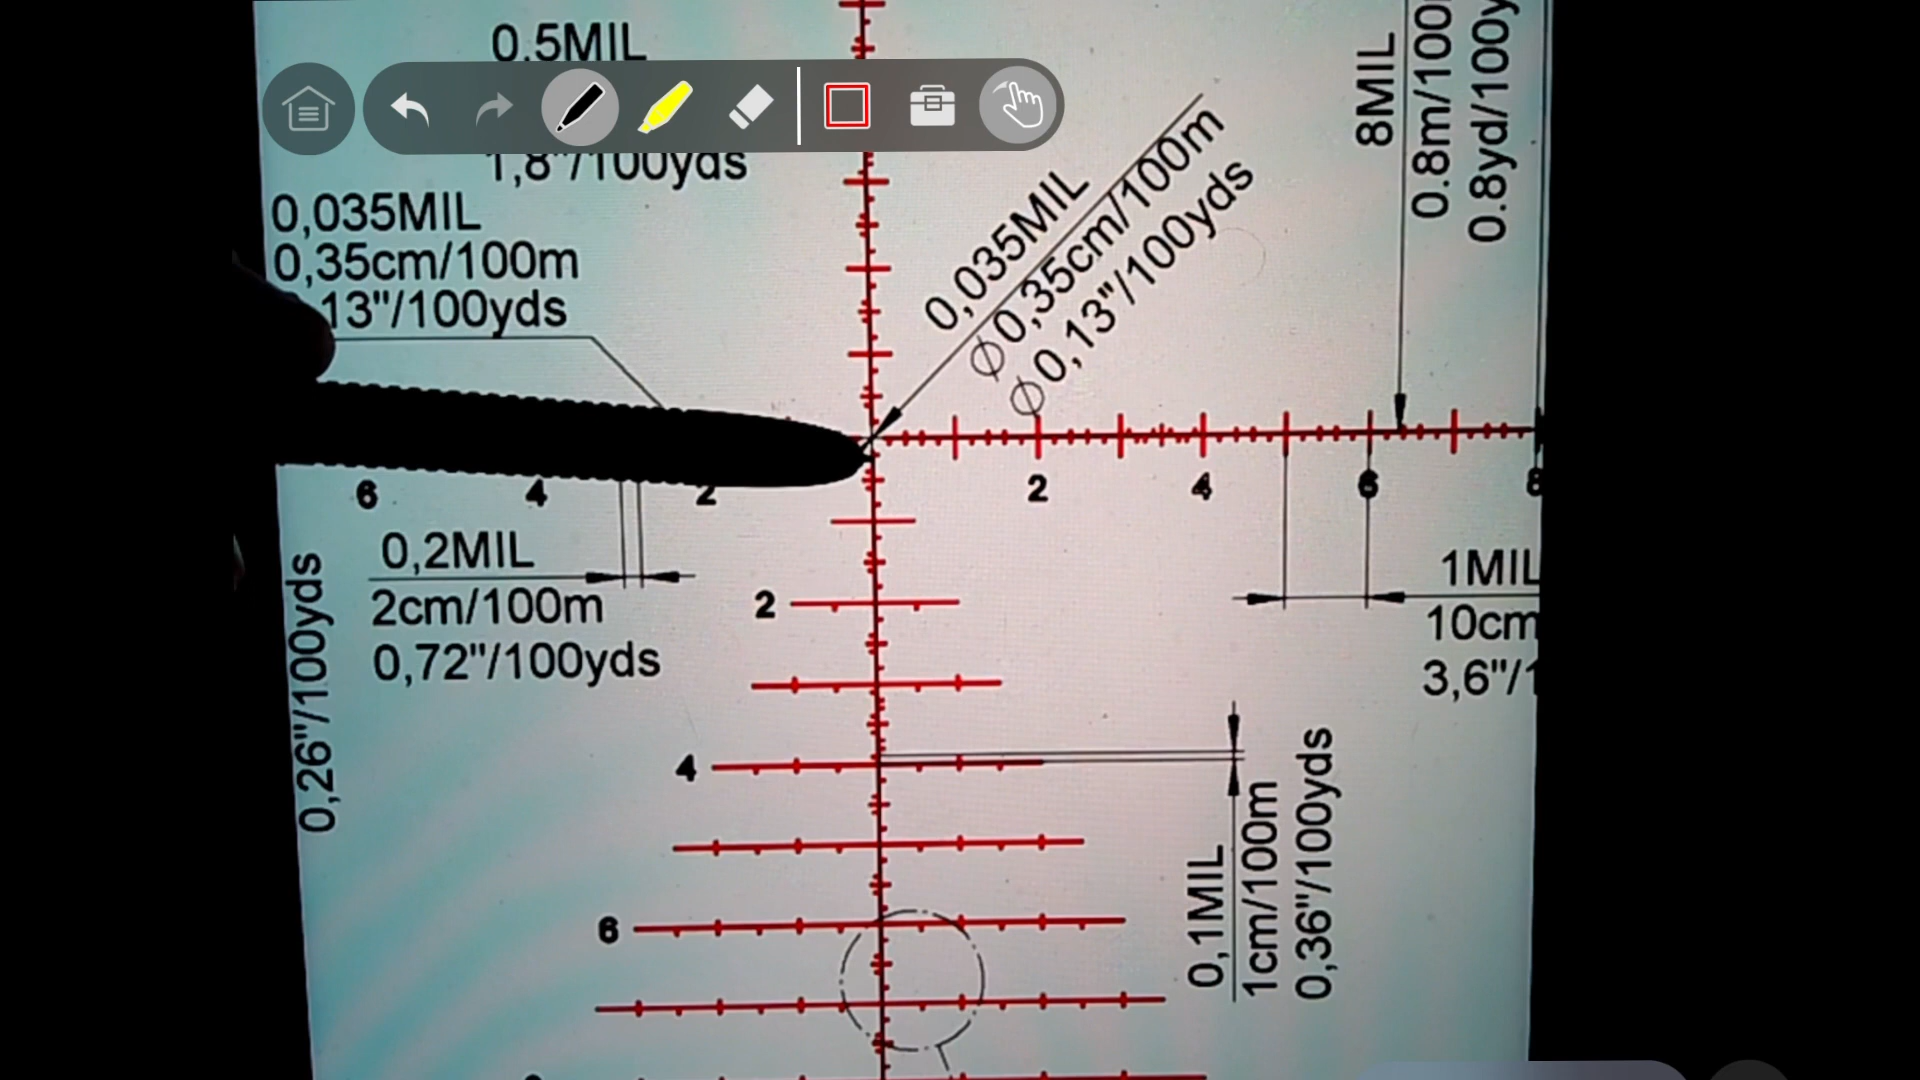 0.5MIL
1,8"/100yds
0,035MIL
0,35cm/100m
13"/100yds
0,035MIL
Ø0,35cm/100m
Ø0,13"/100yds
8MIL
0.8m/100
0.8yd/100y
6 4 2 2 4 6 8
0,2MIL
2cm/100m
0,72"/100yds
0,26"/100yds
1MIL
10cm
3,6"/1
2
4
6
0,1MIL
1cm/100m
0,36"/100yds